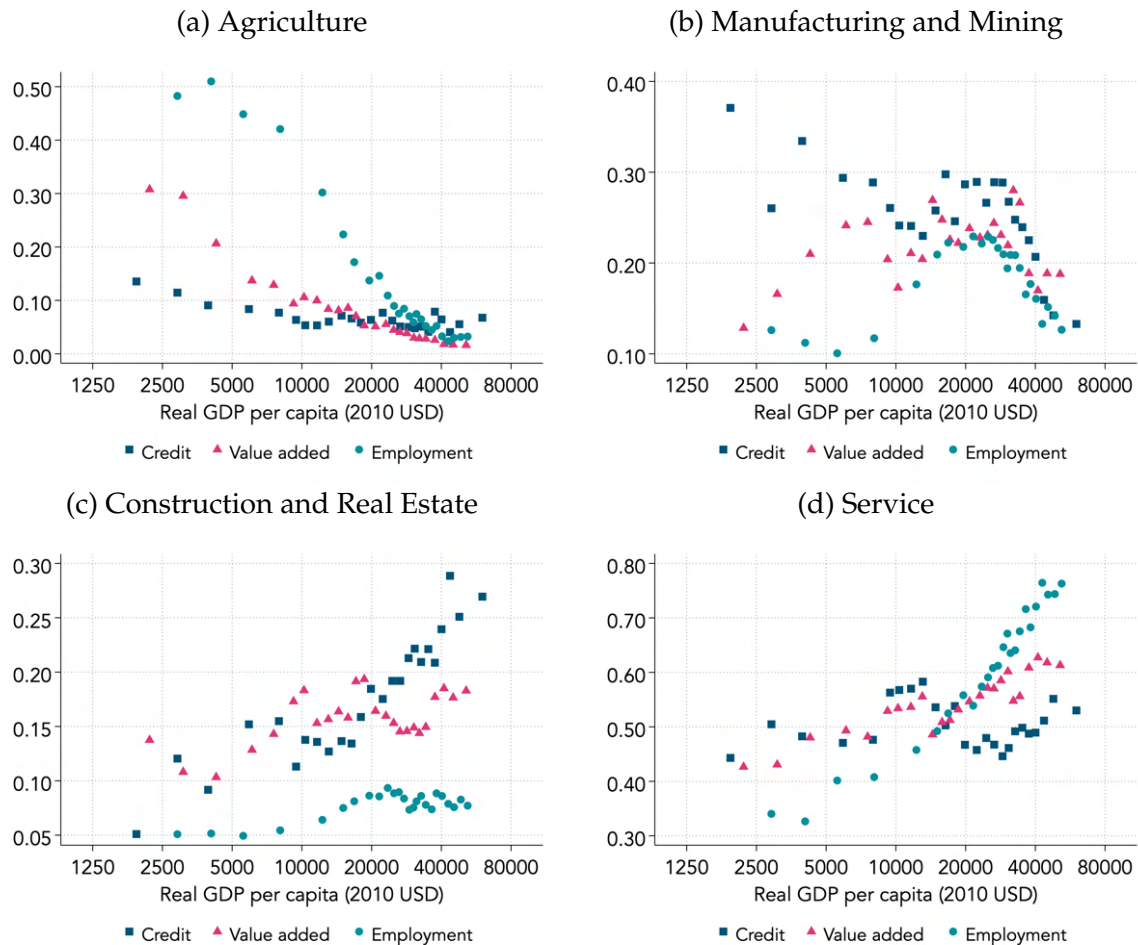 (a) Agriculture
0.50
0.40
0.30
0.20
0.10
0.00
1250 2500 5000 10000 20000 40000 80000
Real GDP per capita (2010 USD)
Credit Value added Employment
(b) Manufacturing and Mining
0.40
0.30
0.20
0.10
1250 2500 5000 10000 20000 40000 80000
Real GDP per capita (2010 USD)
Credit Value added Employment
(c) Construction and Real Estate
0.30
0.25
0.20
0.15
0.10
0.05
1250 2500 5000 10000 20000 40000 80000
Real GDP per capita (2010 USD)
Credit Value added Employment
(d) Service
0.80
0.70
0.60
0.50
0.40
0.30
1250 2500 5000 10000 20000 40000 80000
Real GDP per capita (2010 USD)
Credit Value added Employment